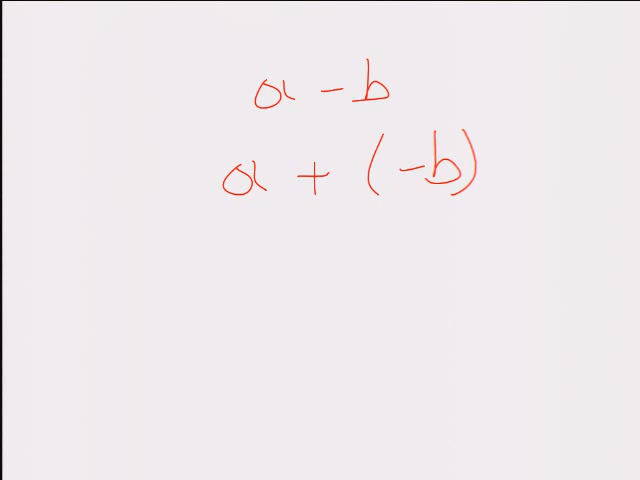 a - b
a + (-b)